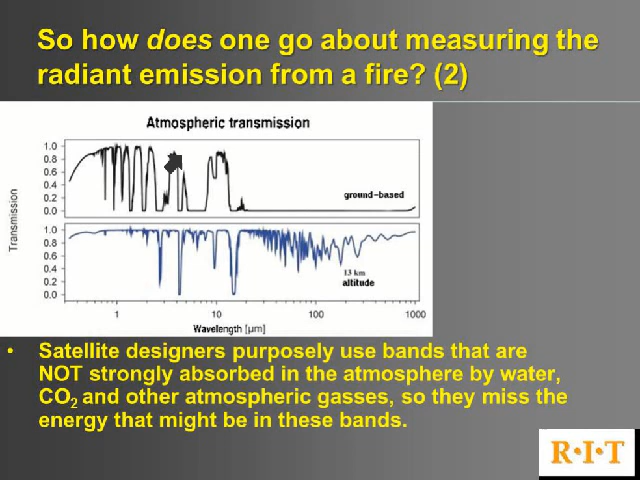 So how does one go about measuring the
radiant emission from a fire? (2)
Atmospheric transmission
Transmission
1.0
0.8
0.6
0.4
0.2
0.0
ground-based
1.0
0.8
0.6
0.4
0.2
0.0
13 km
altitude
1 10 100 1000
Wavelength [μm]
• Satellite designers purposely use bands that are
NOT strongly absorbed in the atmosphere by water,
CO2 and other atmospheric gasses, so they miss the
energy that might be in these bands.
R·I·T